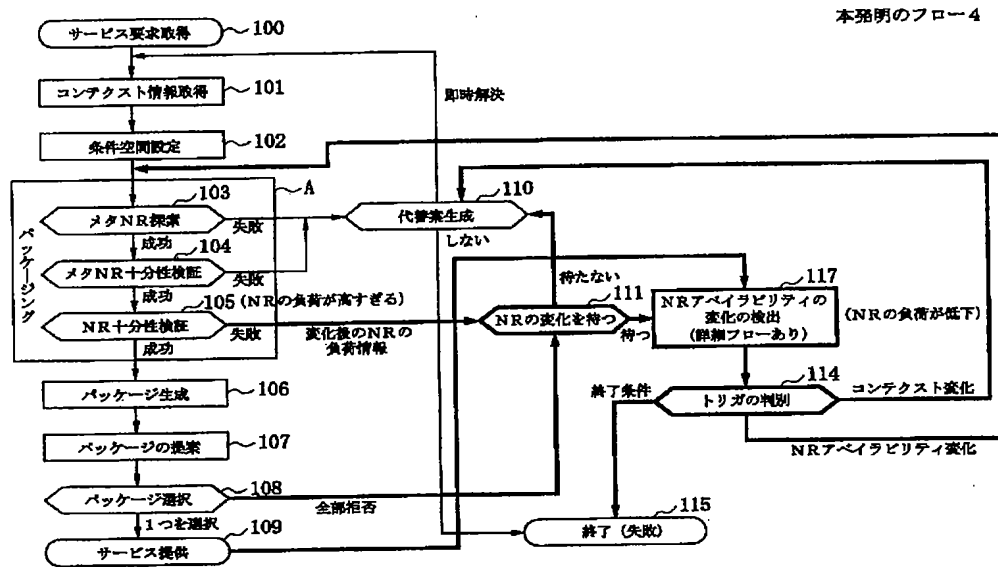 本発明のフロー4
サービス要求取得
100
コンテクスト情報取得
101
条件空間設定
102
即時解決
A
パッケージング
メタNR探索
103
失敗
成功
メタNR十分性検証
104
失敗
成功
NR十分性検証
105
(NRの負荷が高すぎる)
失敗
成功
変化後のNRの
負荷情報
代替案生成
110
しない
待たない
NRの変化を待つ
111
待つ
117
NRアベイラビリティの
変化の検出
(詳細フローあり)
(NRの負荷が低下)
トリガの判別
114
終了条件
コンテクスト変化
NRアベイラビリティ変化
パッケージ生成
106
パッケージの提案
107
パッケージ選択
108
全部拒否
1つを選択
サービス提供
109
終了(失敗)
115